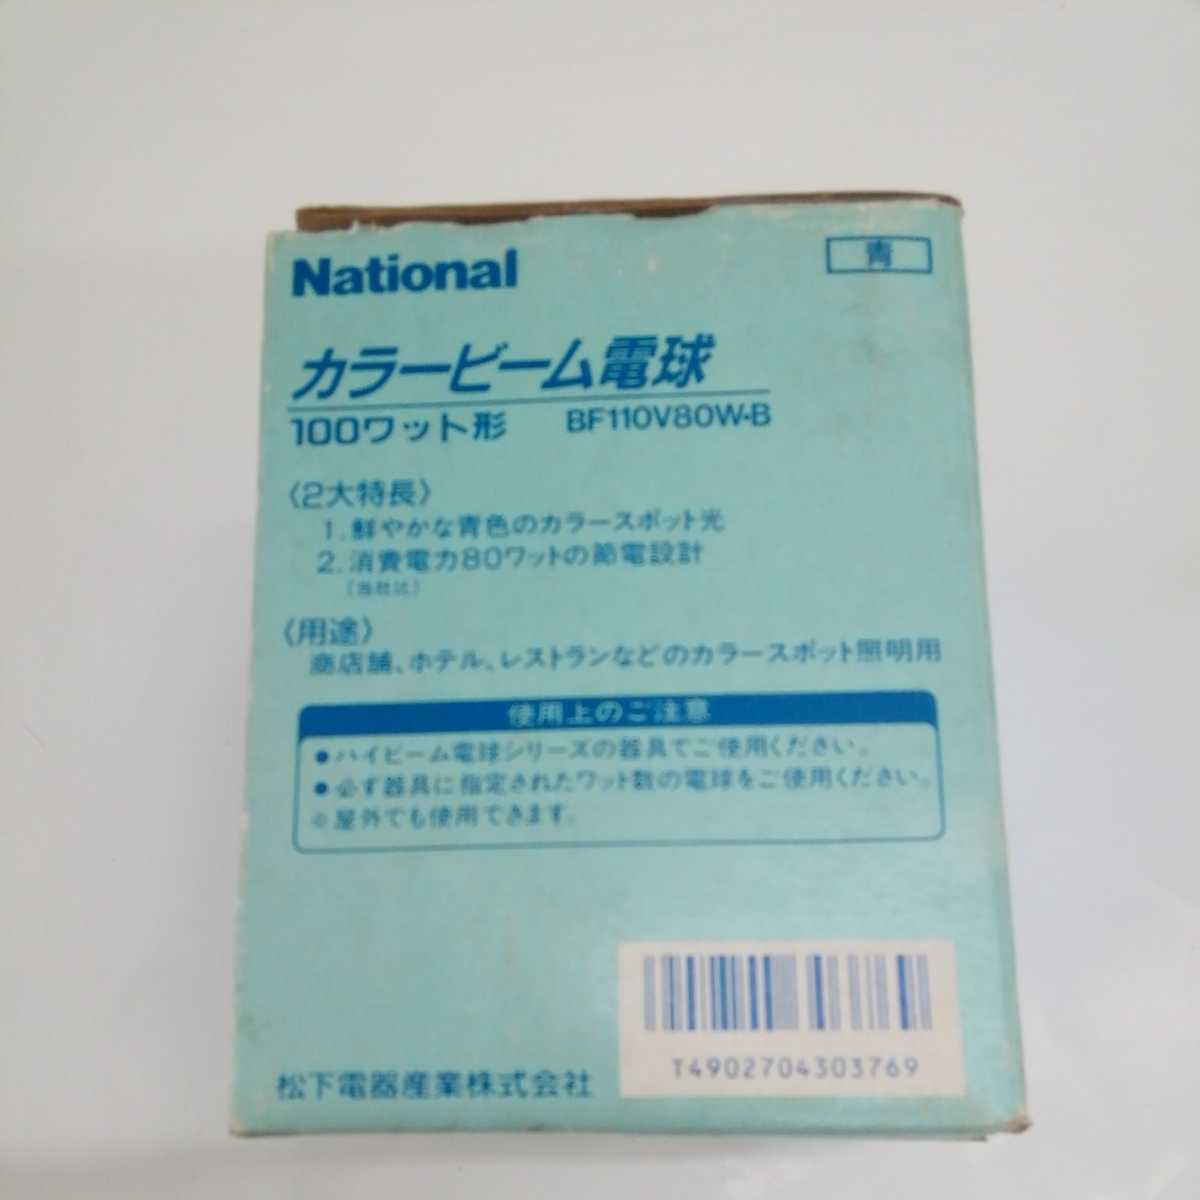 National
青
カラービーム電球
100ワット形 BF110V80W・B
〈2大特長〉
1. 鮮やかな青色のカラースポット光
2. 消費電力80ワットの節電設計
(当社比)
〈用途〉
商店舗、ホテル、レストランなどのカラースポット照明用
使用上のご注意
●ハイビーム電球シリーズの器具でご使用ください。
●必ず器具に指定されたワット数の電球をご使用ください。
※屋外でも使用できます。
T4902704303769
松下電器産業株式会社